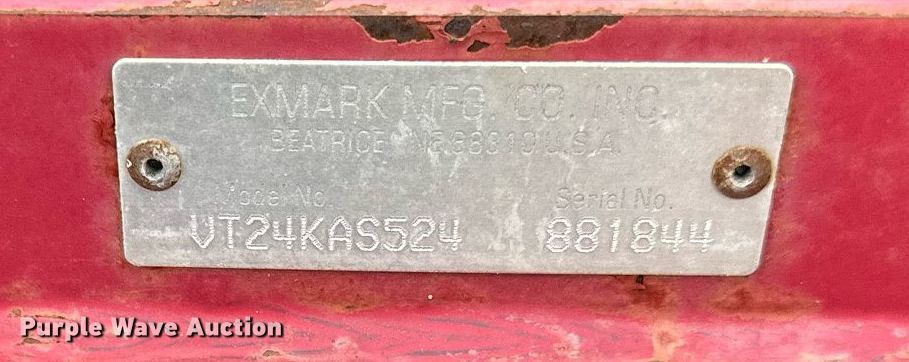 EXMARK MFG. CO. INC.
BEATRICE NE.68310 U.S.A.
Model No. Serial No.
VT24KAS524 881844
Purple Wave Auction